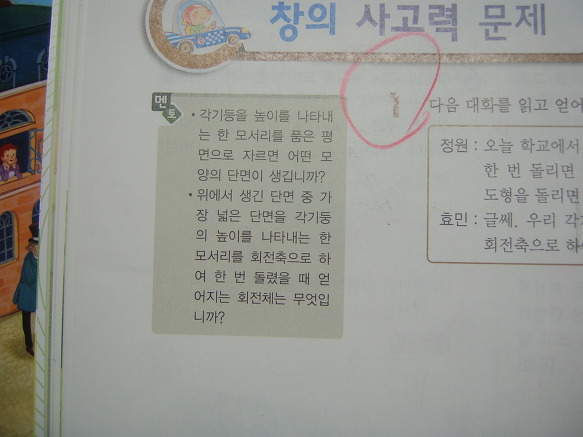 창의 사고력 문제
멘토
• 각기둥을 높이를 나타내
는 한 모서리를 품은 평
면으로 자르면 어떤 모
양의 단면이 생깁니까?
• 위에서 생긴 단면 중 가
장 넓은 단면을 각기둥
의 높이를 나타내는 한
모서리를 회전축으로 하
여 한 번 돌렸을 때 얻
어지는 회전체는 무엇입
니까?
1 다음 대화를 읽고 얻어
정원 : 오늘 학교에서
한 번 돌리면
도형을 돌리면
효민 : 글쎄. 우리 각
회전축으로 하